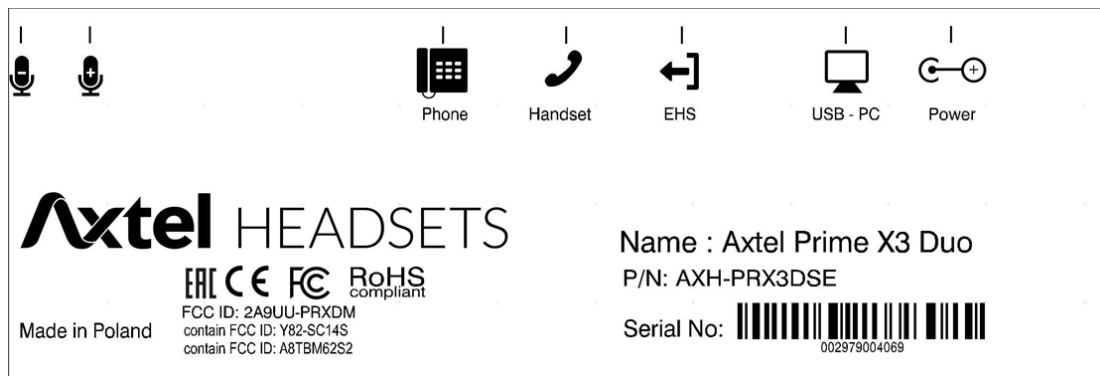 Phone Handset EHS USB - PC Power
Axtel HEADSETS
Name : Axtel Prime X3 Duo
P/N: AXH-PRX3DSE
EAC CE FC RoHS
compliant
FCC ID: 2A9UU-PRXDM
contain FCC ID: Y82-SC14S
contain FCC ID: A8TBM62S2
Made in Poland
Serial No:
002979004069